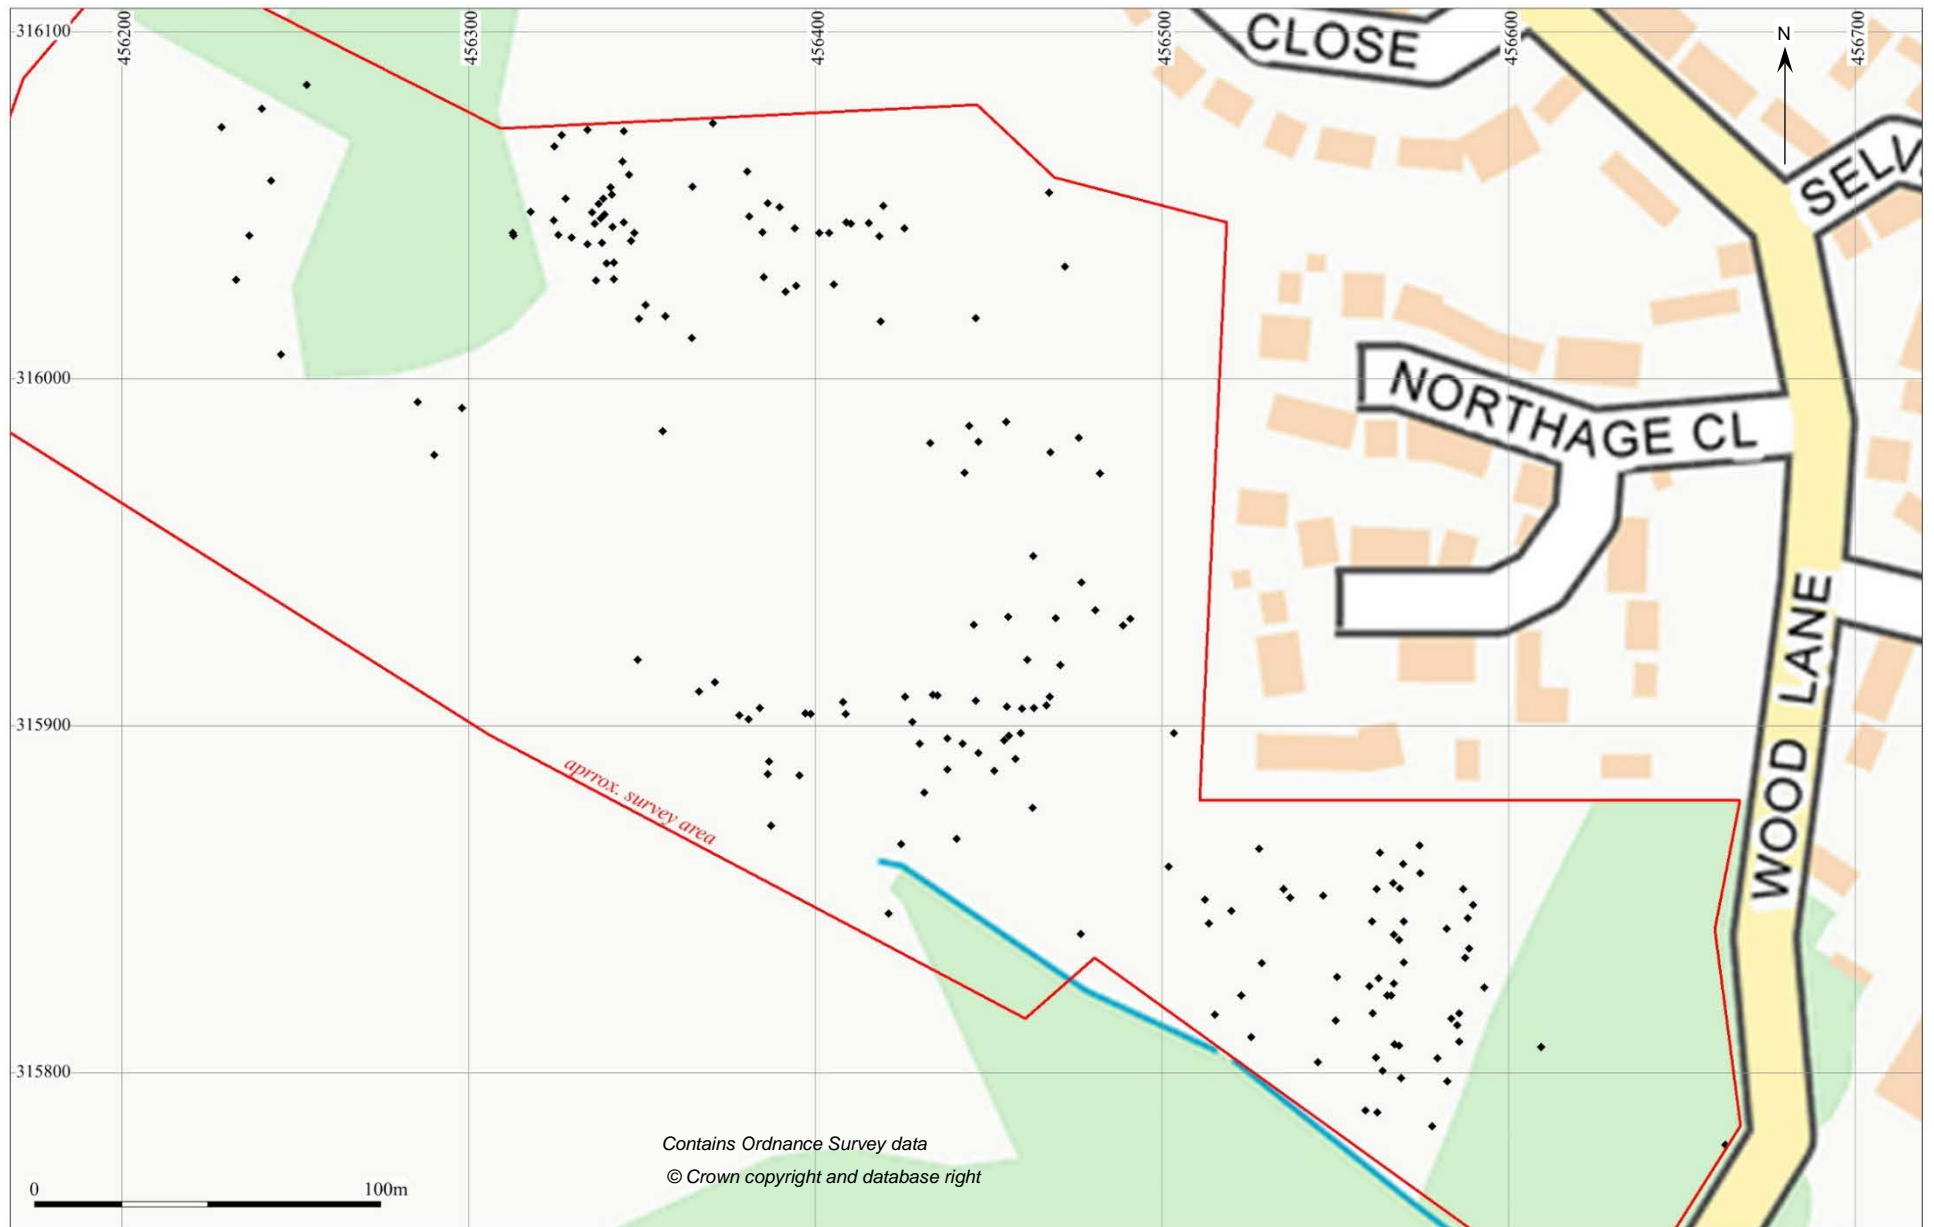 456200
456300
456400
456500
456600
456700
316100
CLOSE
N
SELV
316000
NORTHAGE CL
WOOD LANE
315900
aprrox. survey area
315800
Contains Ordnance Survey data
© Crown copyright and database right
0 100m